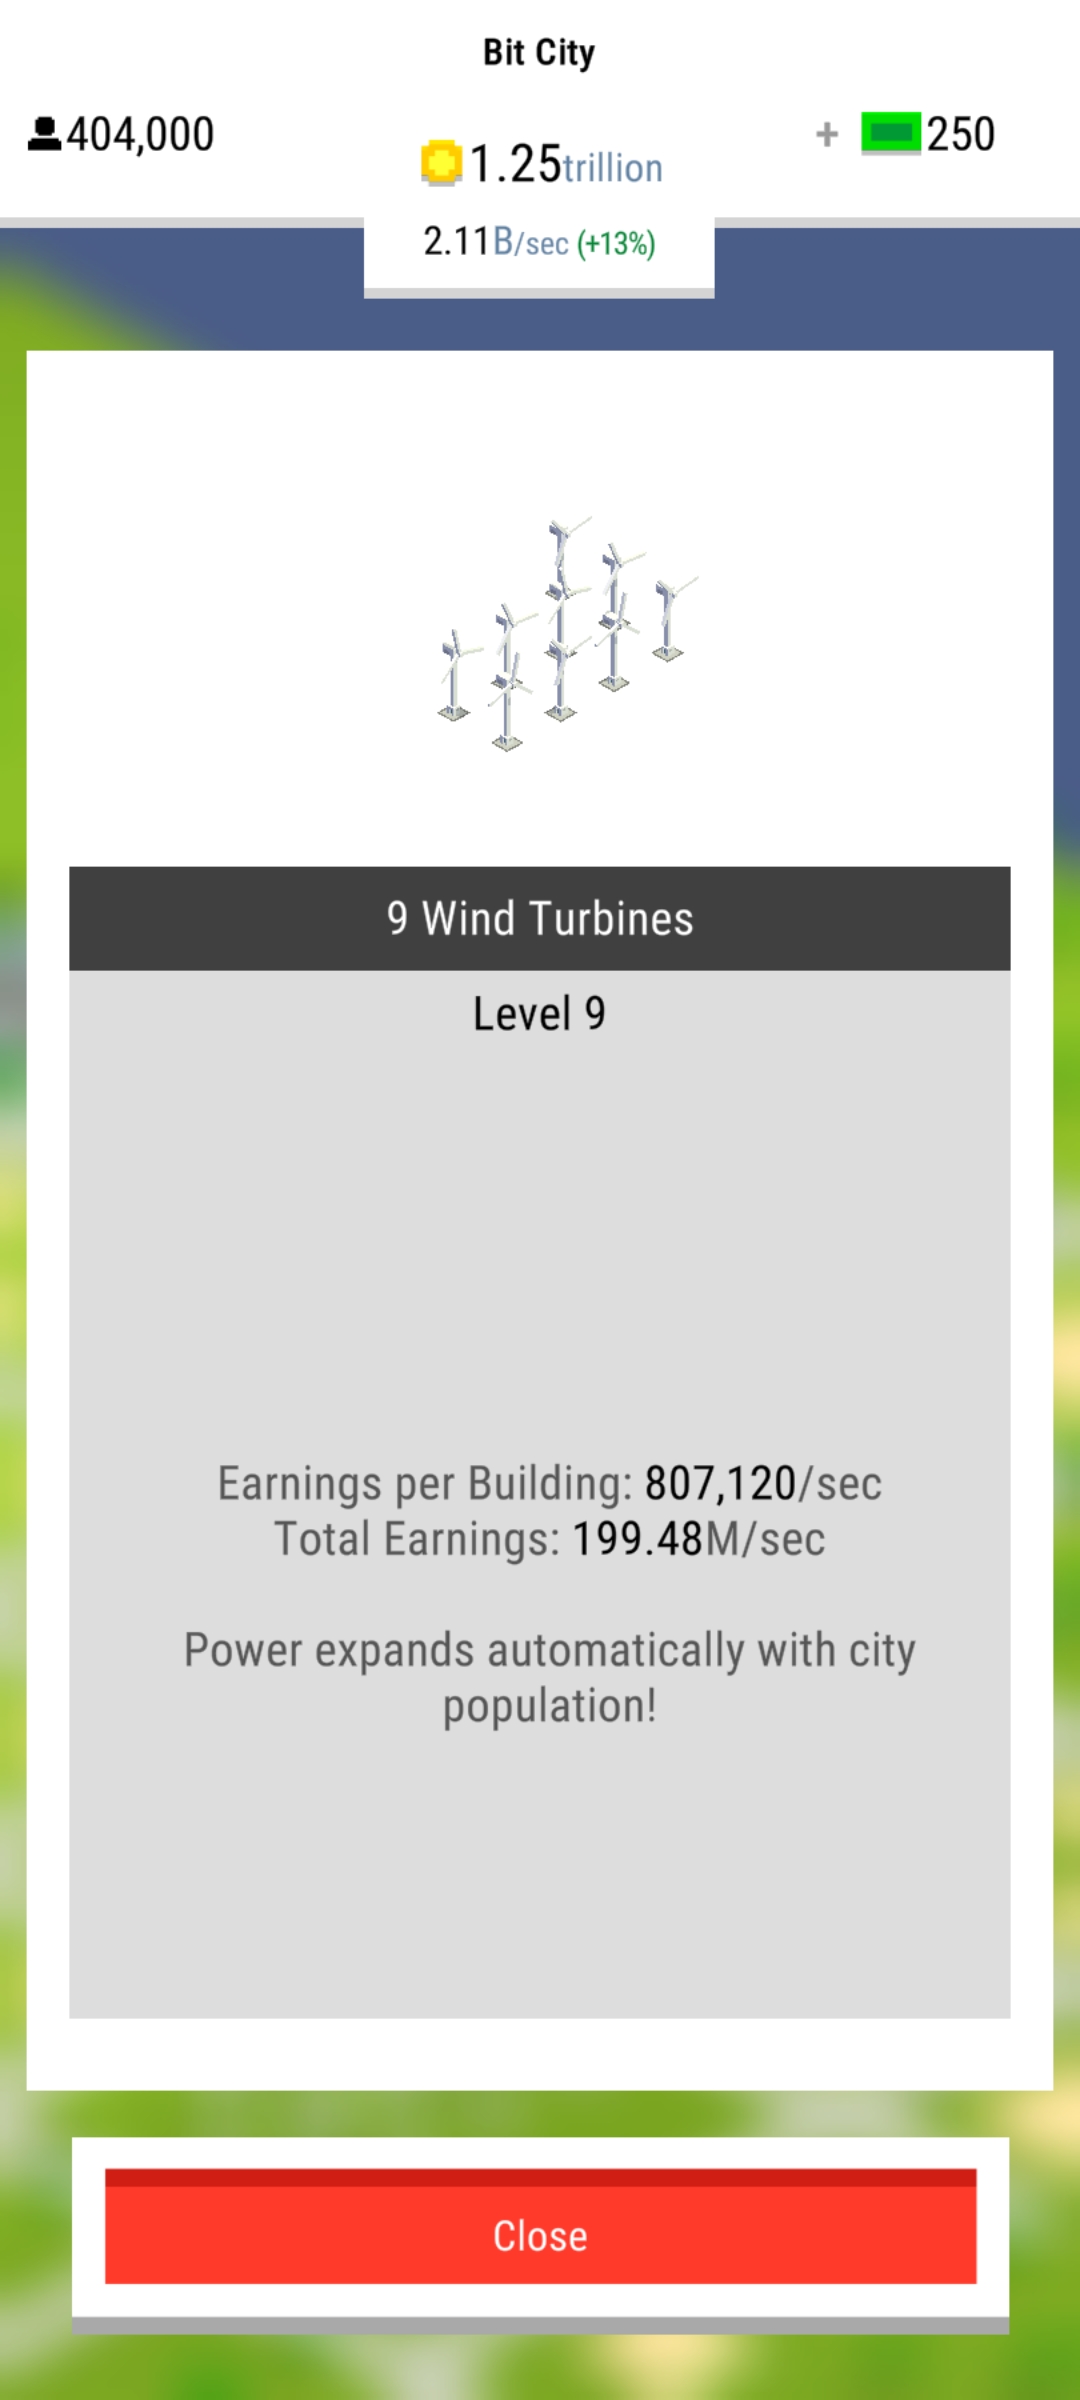 Bit City
404,000
1.25trillion
+ 250
2.11B/sec (+13%)
9 Wind Turbines
Level 9
Earnings per Building: 807,120/sec
Total Earnings: 199.48M/sec
Power expands automatically with city
population!
Close